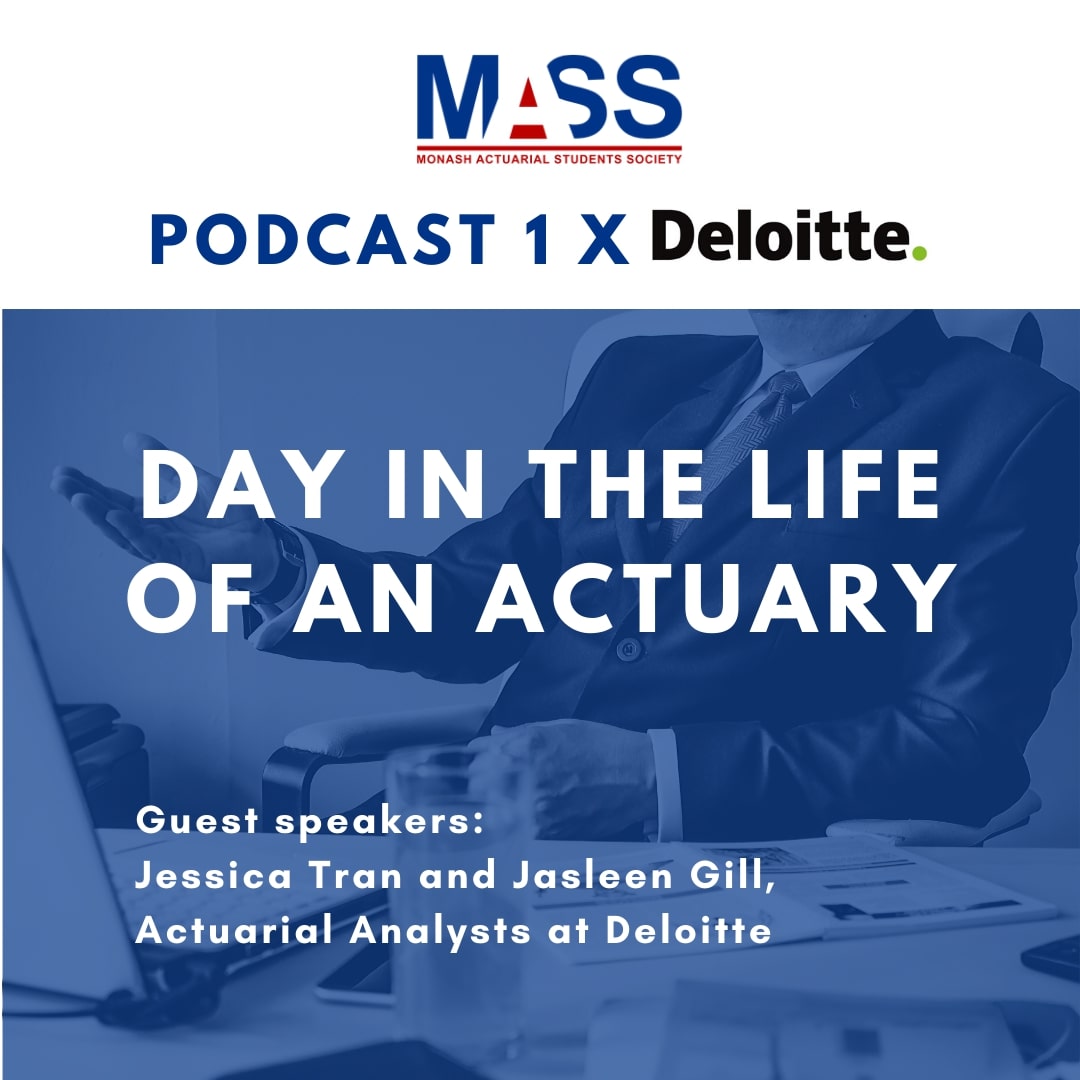 MASS
MONASH ACTUARIAL STUDENTS SOCIETY
PODCAST 1 X Deloitte.
DAY IN THE LIFE
OF AN ACTUARY
Guest speakers:
Jessica Tran and Jasleen Gill,
Actuarial Analysts at Deloitte